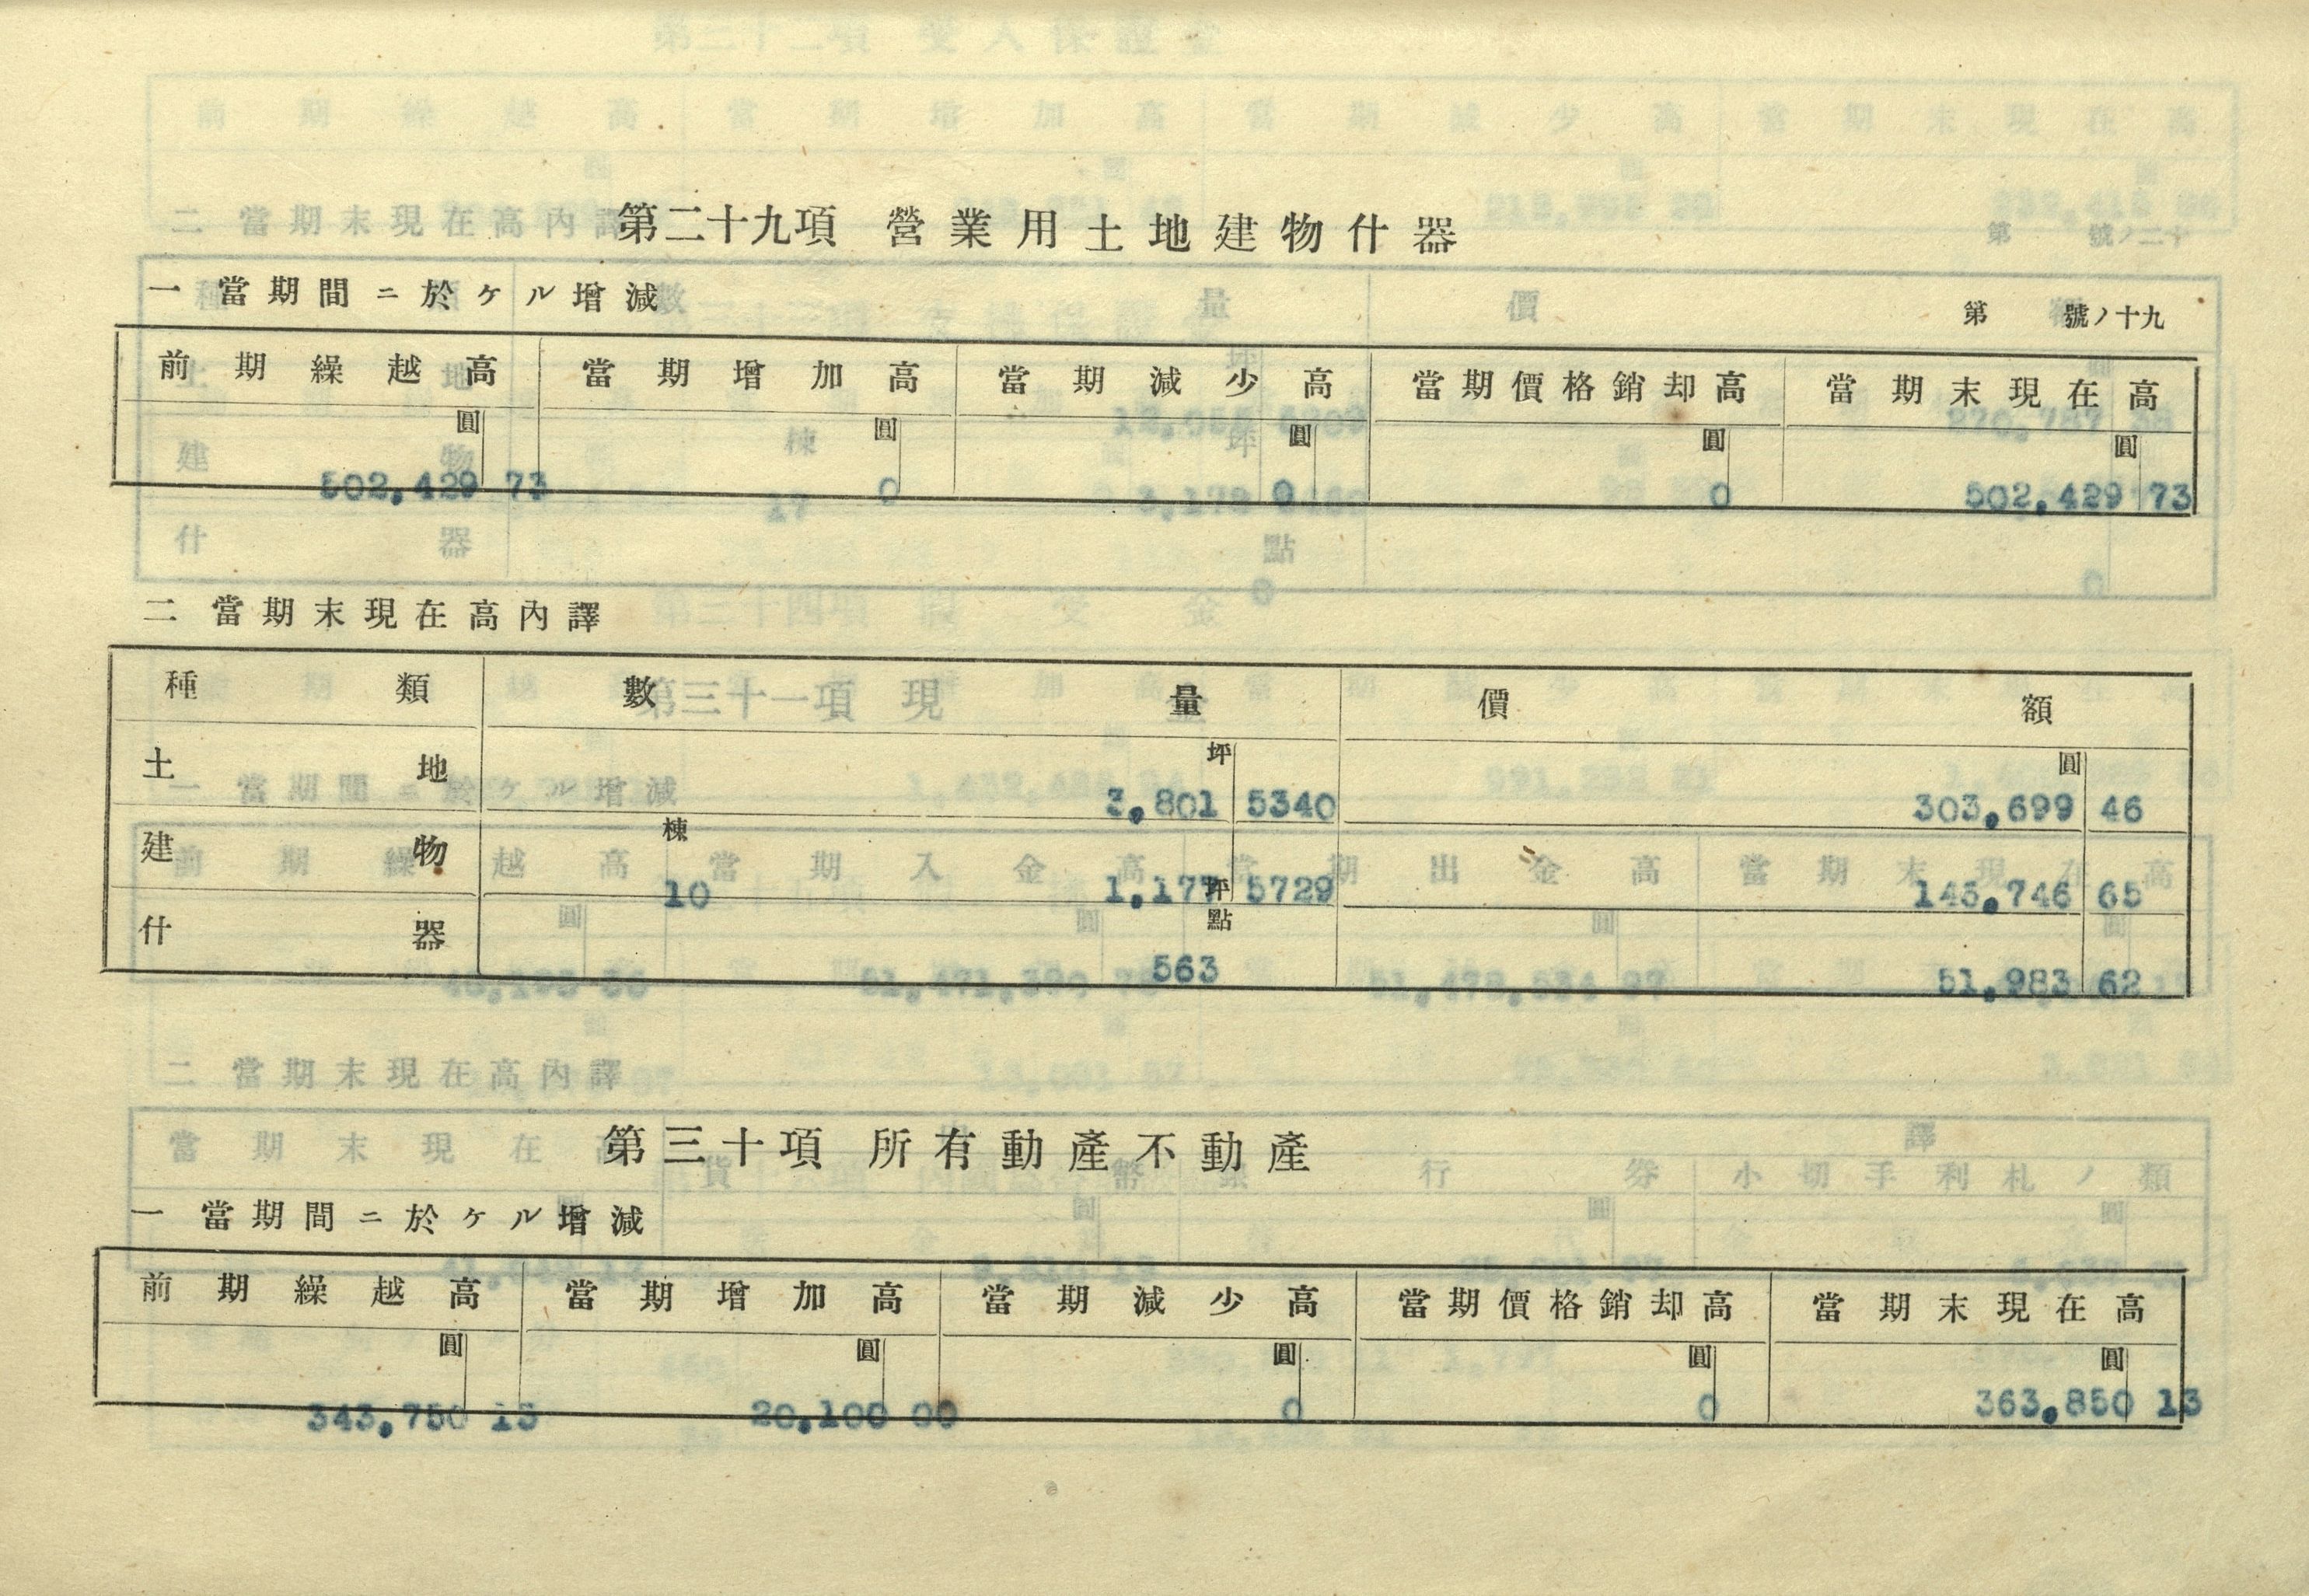 第二十九項 營業用土地建物什器
一 當期間ニ於ケル增減 第 號ノ十九
前期繰越高 當期增加高 當期減少高 當期價格銷却高 當期末現在高
圓 圓 圓 圓 圓
502,429 73 0 0 0 502,429 73
二 當期末現在高內譯
種類 數量 價額
土地 坪 3,801 5340 圓 303,699 46
建物 棟 10 坪 1,177 5729 146,746 65
什器 點 563 51,983 62
第三十項 所有動產不動產
一 當期間ニ於ケル增減
前期繰越高 當期增加高 當期減少高 當期價格銷却高 當期末現在高
圓 圓 圓 圓 圓
343,750 13 20,100 00 0 0 363,850 13